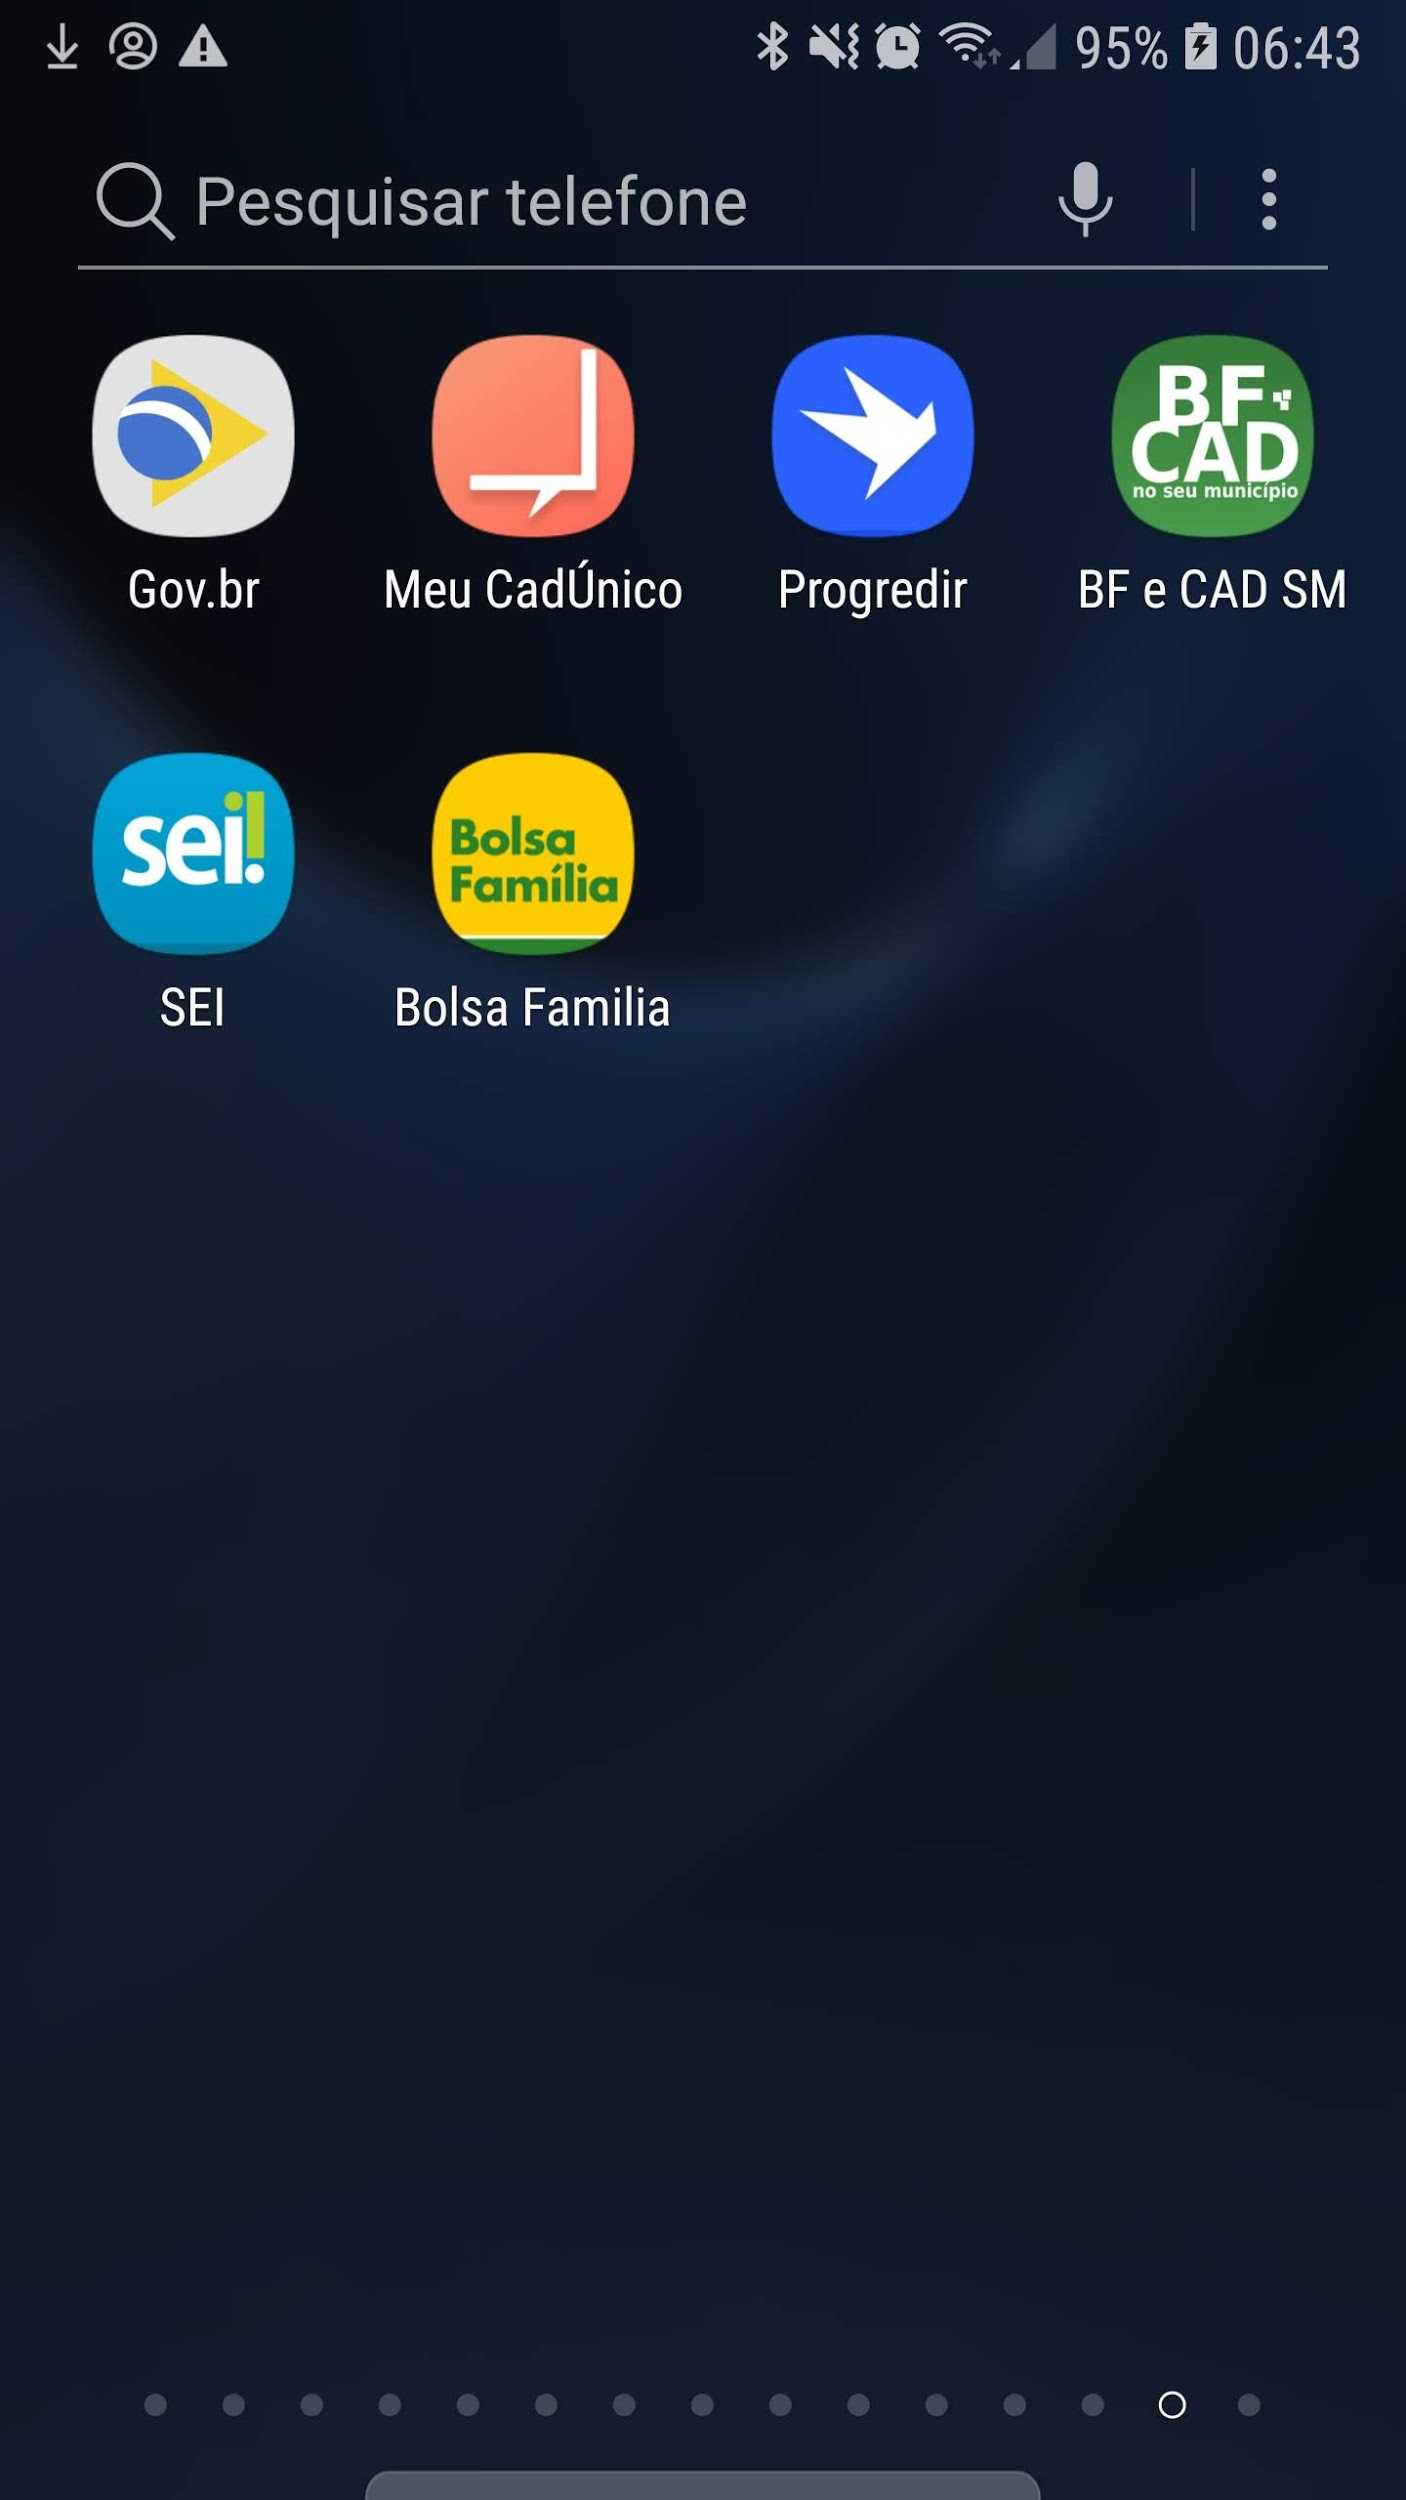 95% 06:43
Pesquisar telefone
BF
CAD
no seu município
Gov.br Meu CadÚnico Progredir BF e CAD SM
sei!
Bolsa
Família
SEI Bolsa Familia